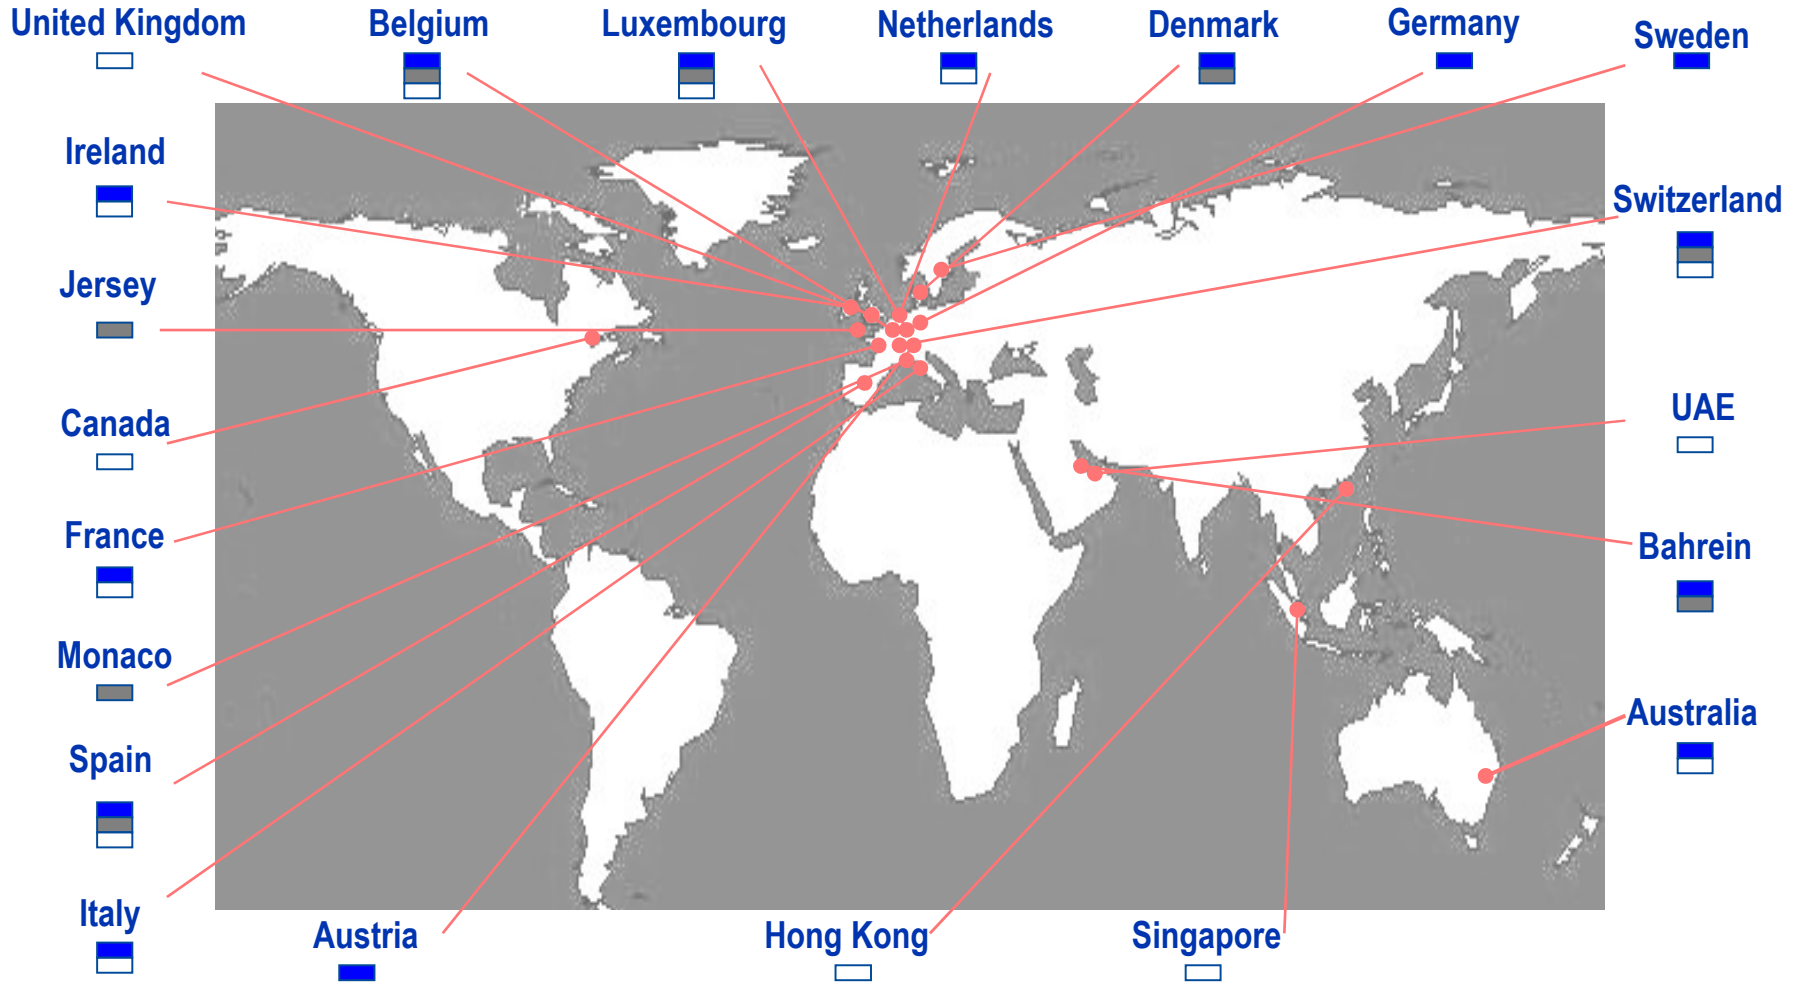 United Kingdom
Belgium
Luxembourg
Netherlands
Denmark
Germany
Sweden
Ireland
Switzerland
Jersey
Canada
UAE
France
Bahrein
Monaco
Australia
Spain
Italy
Austria
Hong Kong
Singapore